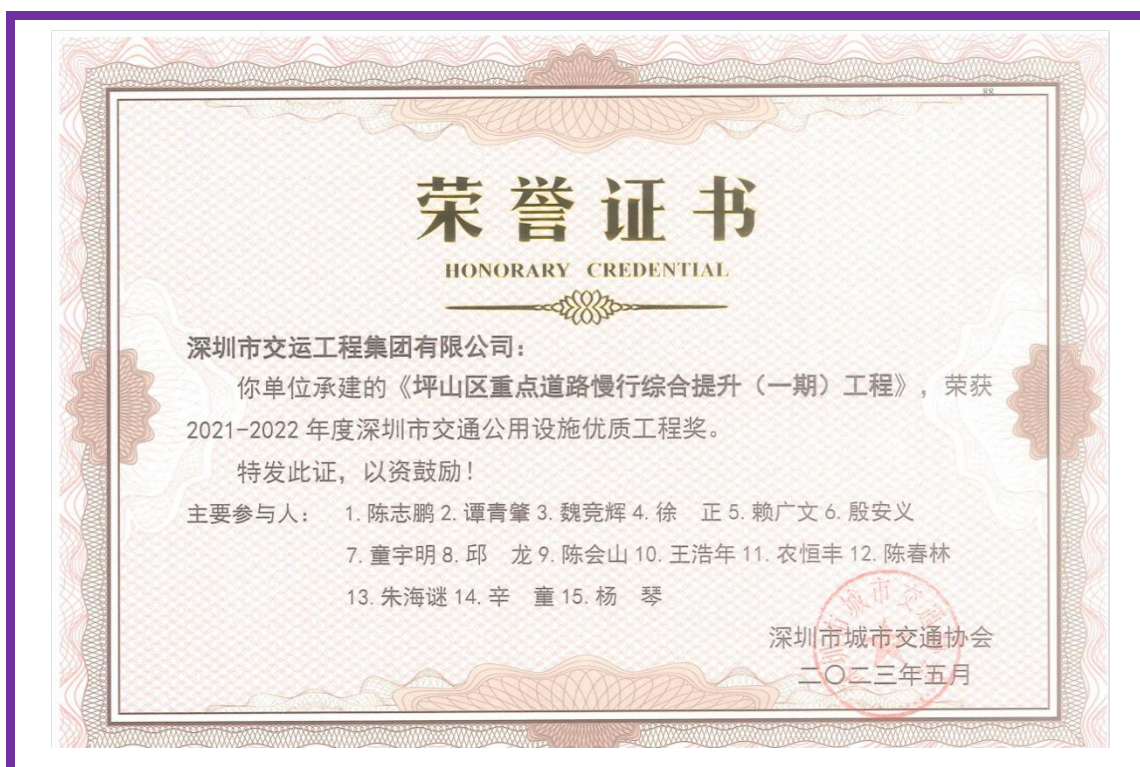 荣誉证书
HONORARY CREDENTIAL
深圳市交运工程集团有限公司：
你单位承建的《坪山区重点道路慢行综合提升（一期）工程》，荣获
2021-2022 年度深圳市交通公用设施优质工程奖。
特发此证，以资鼓励！
主要参与人： 1. 陈志鹏 2. 谭青肇 3. 魏竞辉 4. 徐　正 5. 赖广文 6. 殷安义
7. 童宇明 8. 邱　龙 9. 陈会山 10. 王浩年 11. 农恒丰 12. 陈春林
13. 朱海谜 14. 辛　童 15. 杨　琴
深圳市城市交通协会
二〇二三年五月